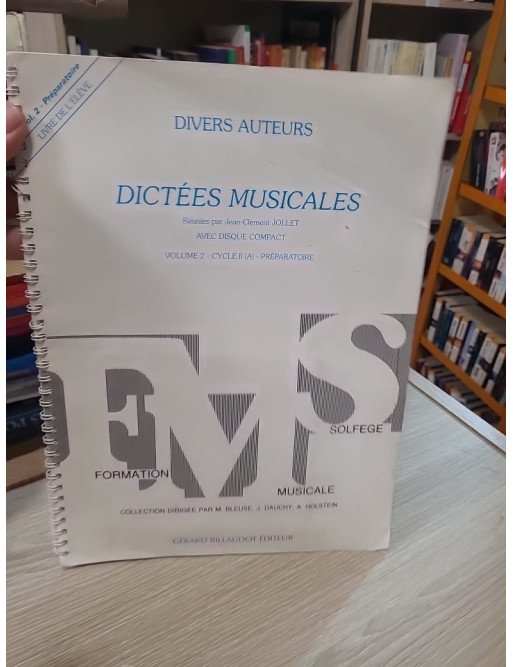 Vol. 2 - Préparatoire
LIVRE DE L'ÉLÈVE
DIVERS AUTEURS
DICTÉES MUSICALES
Réunies par Jean-Clément JOLLET
AVEC DISQUE COMPACT
VOLUME 2 - CYCLE II (A) - PRÉPARATOIRE
FMS
SOLFEGE
FORMATION
MUSICALE
COLLECTION DIRIGÉE PAR M. BLEUSE, J. DAUCHY, A. HOLSTEIN
GÉRARD BILLAUDOT ÉDITEUR